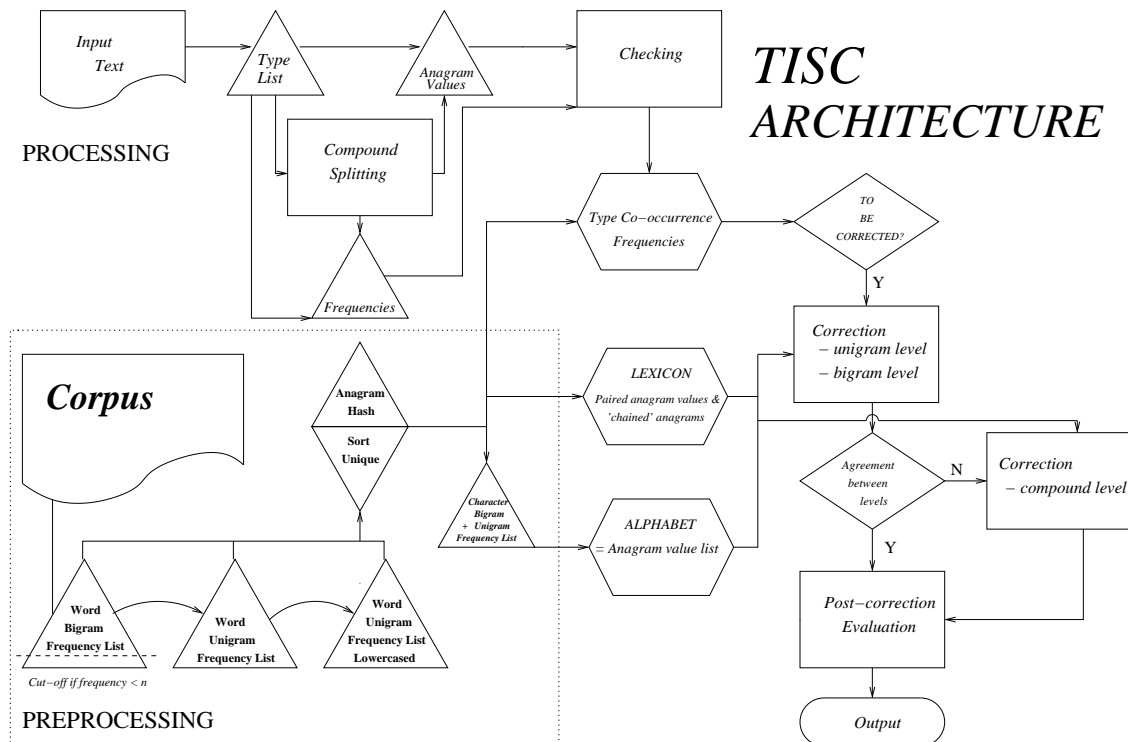 Input
Text
Type
List
Anagram
Values
Checking
TISC
ARCHITECTURE
PROCESSING
Compound
Splitting
Type Co−occurrence
Frequencies
TO
BE
CORRECTED?
Frequencies
Y
Correction
− unigram level
− bigram level
Corpus
Anagram
Hash
Sort
Unique
LEXICON
Paired anagram values &
'chained' anagrams
Agreement
between
levels
N
Correction
− compound level
Character
Bigram
+ Unigram
Frequency List
ALPHABET
= Anagram value list
Y
Word
Bigram
Frequency List
Word
Unigram
Frequency List
Word
Unigram
Frequency List
Lowercased
Post−correction
Evaluation
Cut−off if frequency < n
PREPROCESSING
Output